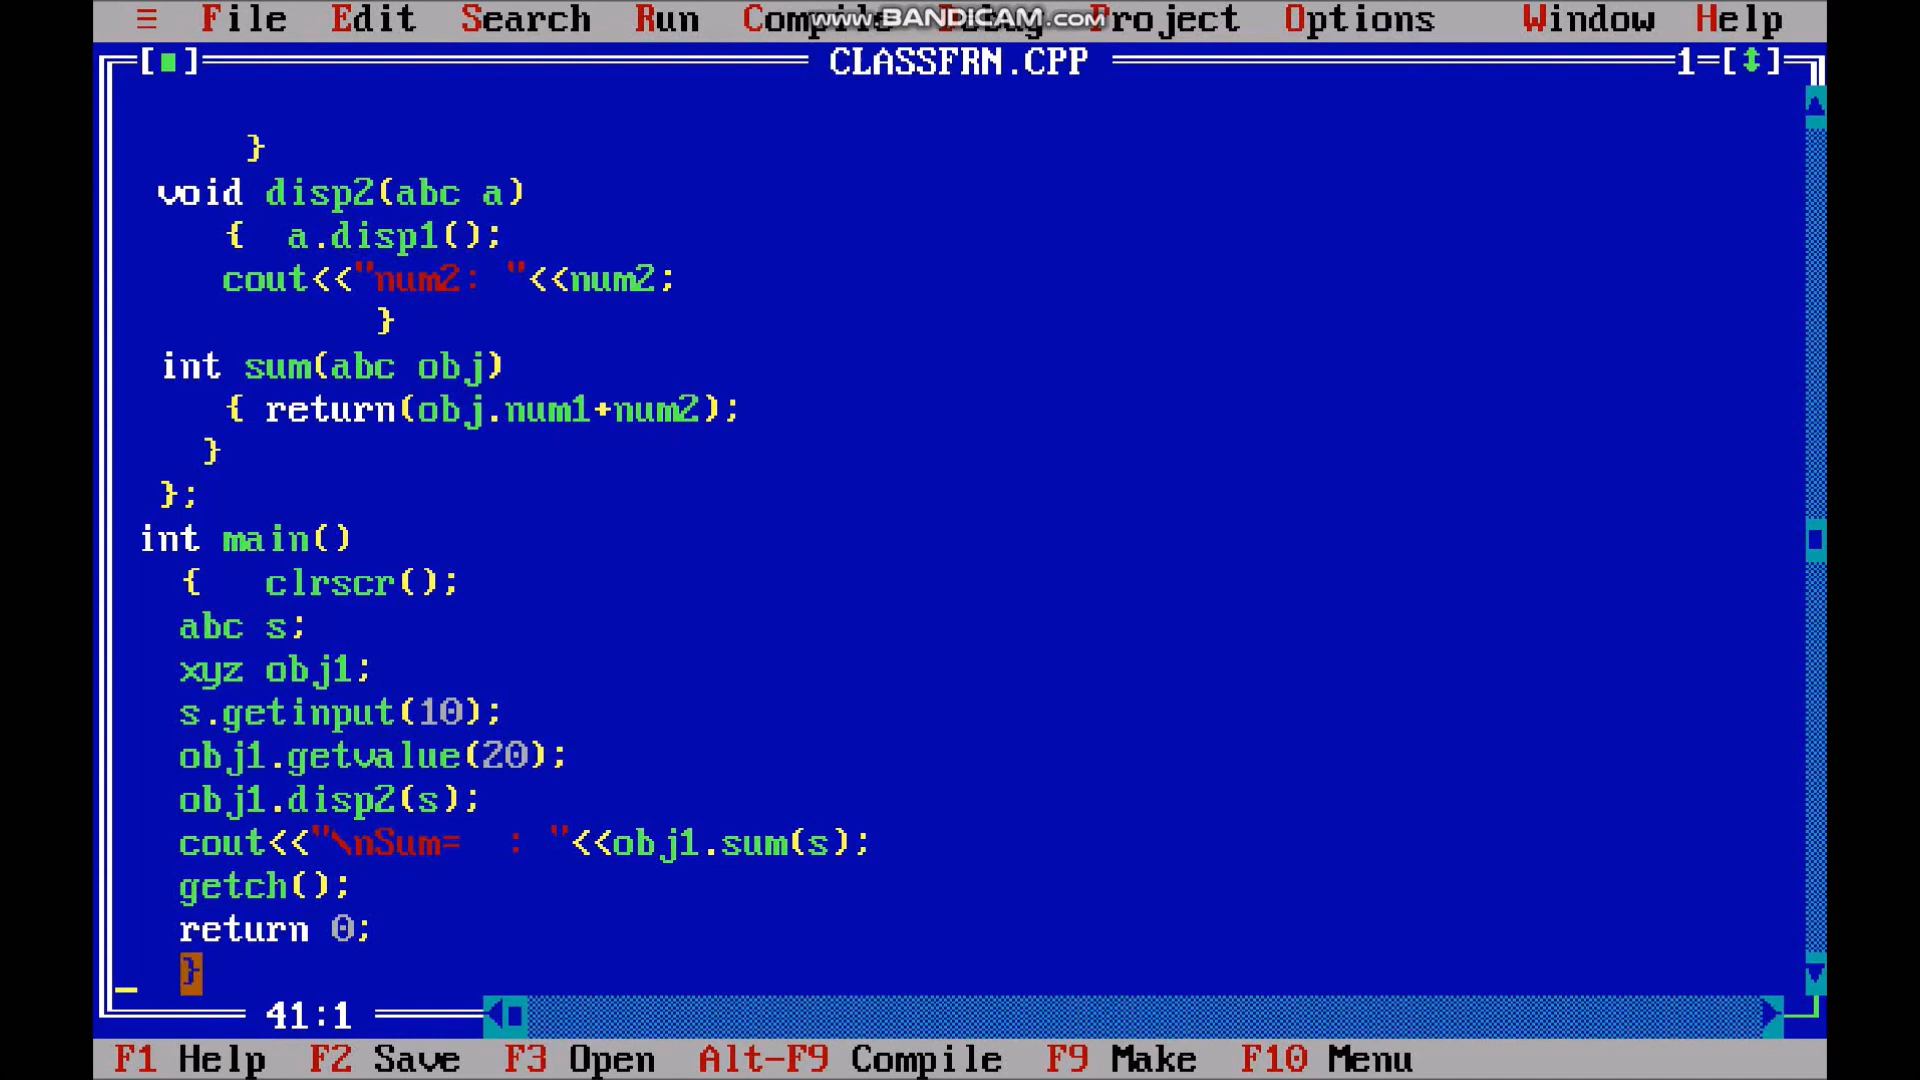 ≡ File Edit Search Run Compile Debug Project Options Window Help
www.BANDICAM.com
[■] CLASSFRN.CPP 1=[↕]
}
void disp2(abc a)
{ a.disp1();
cout<<"num2: "<<num2;
}
int sum(abc obj)
{ return(obj.num1+num2);
}
};
int main()
{ clrscr();
abc s;
xyz obj1;
s.getinput(10);
obj1.getvalue(20);
obj1.disp2(s);
cout<<"\nSum= : "<<obj1.sum(s);
getch();
return 0;
}
41:1
F1 Help F2 Save F3 Open Alt-F9 Compile F9 Make F10 Menu